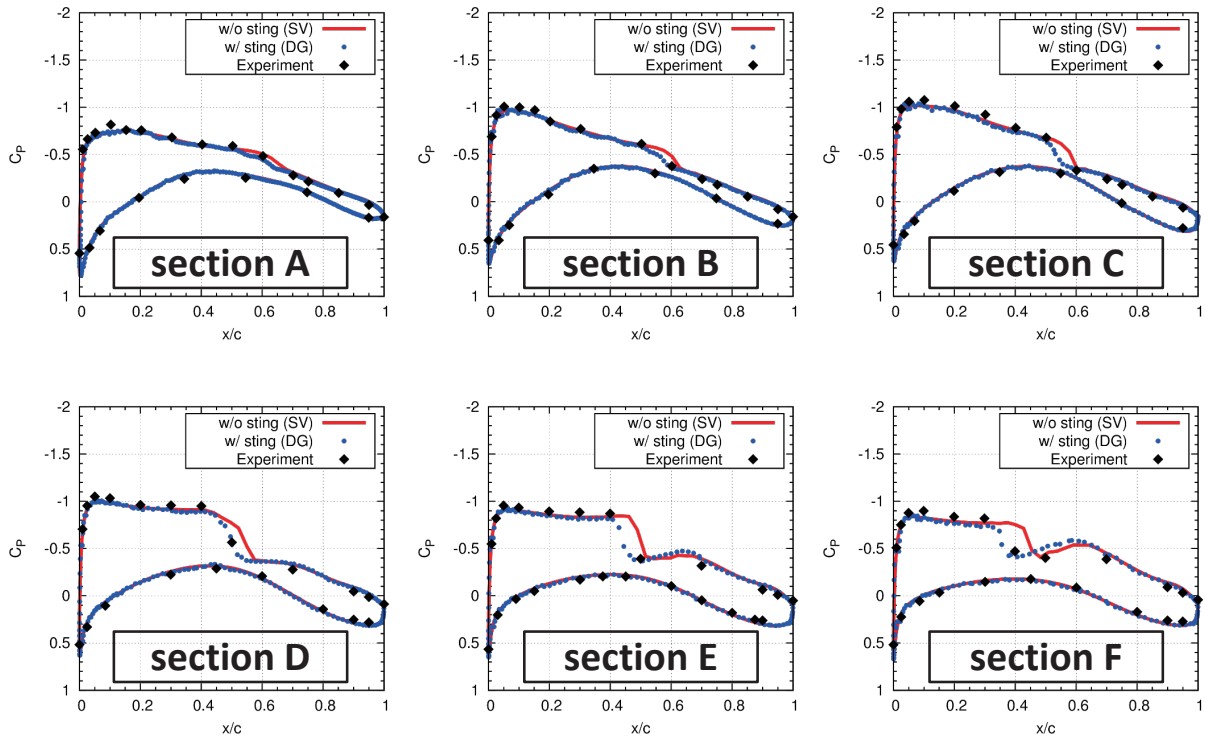 -2
-1.5
-1
-0.5
0
0.5
1
0 0.2 0.4 0.6 0.8 1
C_P
x/c
w/o sting (SV)
w/ sting (DG)
Experiment
section A
-2
-1.5
-1
-0.5
0
0.5
1
0 0.2 0.4 0.6 0.8 1
C_P
x/c
w/o sting (SV)
w/ sting (DG)
Experiment
section B
-2
-1.5
-1
-0.5
0
0.5
1
0 0.2 0.4 0.6 0.8 1
C_P
x/c
w/o sting (SV)
w/ sting (DG)
Experiment
section C
-2
-1.5
-1
-0.5
0
0.5
1
0 0.2 0.4 0.6 0.8 1
C_P
x/c
w/o sting (SV)
w/ sting (DG)
Experiment
section D
-2
-1.5
-1
-0.5
0
0.5
1
0 0.2 0.4 0.6 0.8 1
C_P
x/c
w/o sting (SV)
w/ sting (DG)
Experiment
section E
-2
-1.5
-1
-0.5
0
0.5
1
0 0.2 0.4 0.6 0.8 1
C_P
x/c
w/o sting (SV)
w/ sting (DG)
Experiment
section F